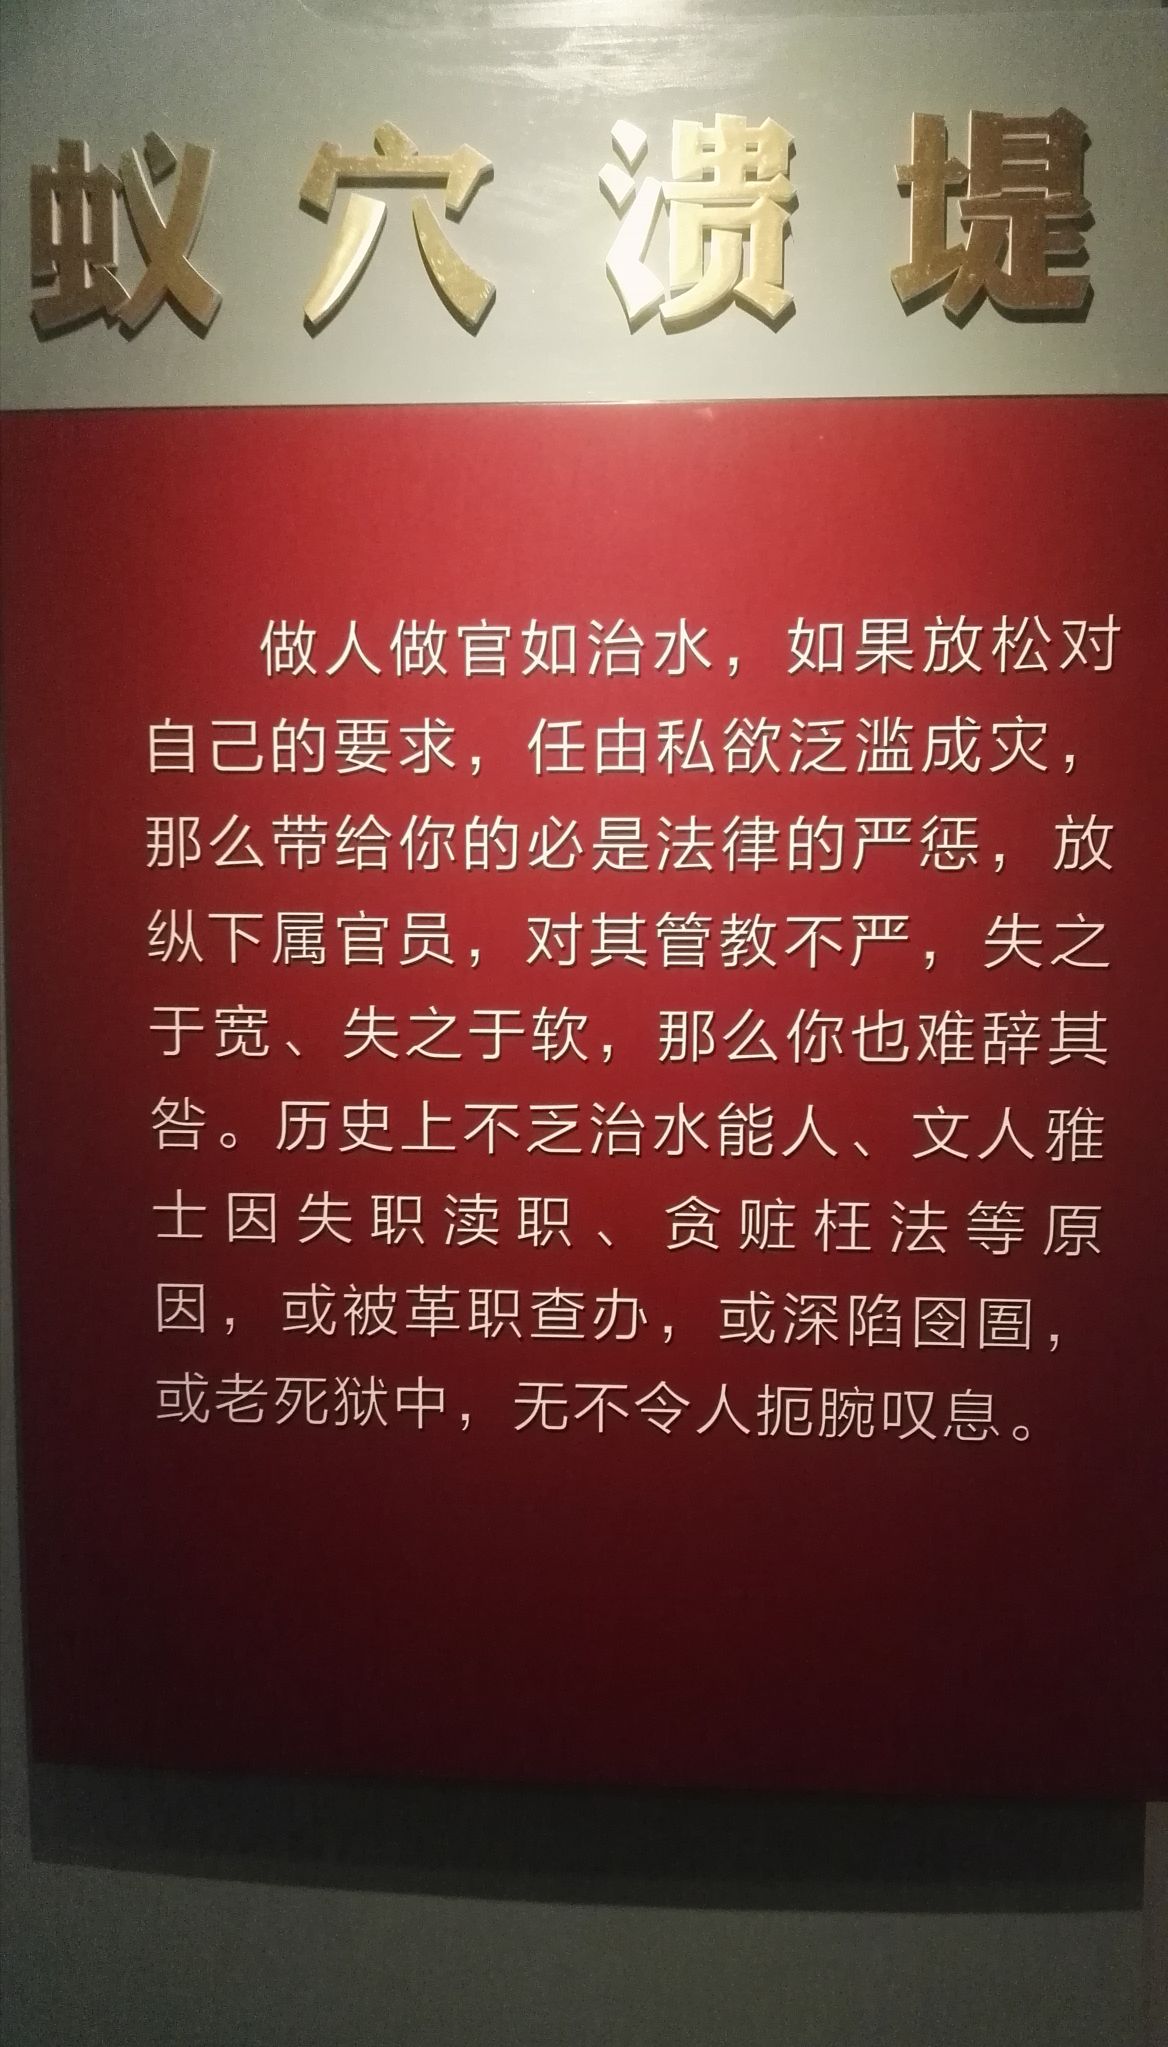 蚁穴溃堤
做人做官如治水，如果放松对
自己的要求，任由私欲泛滥成灾，
那么带给你的必是法律的严惩，放
纵下属官员，对其管教不严，失之
于宽、失之于软，那么你也难辞其
咎。历史上不乏治水能人、文人雅
士因失职渎职、贪赃枉法等原
因，或被革职查办，或深陷囹圄，
或老死狱中，无不令人扼腕叹息。